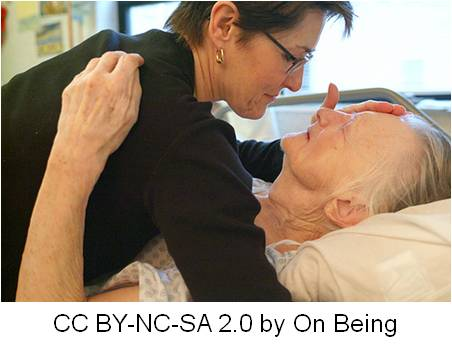 CC BY-NC-SA 2.0 by On Being